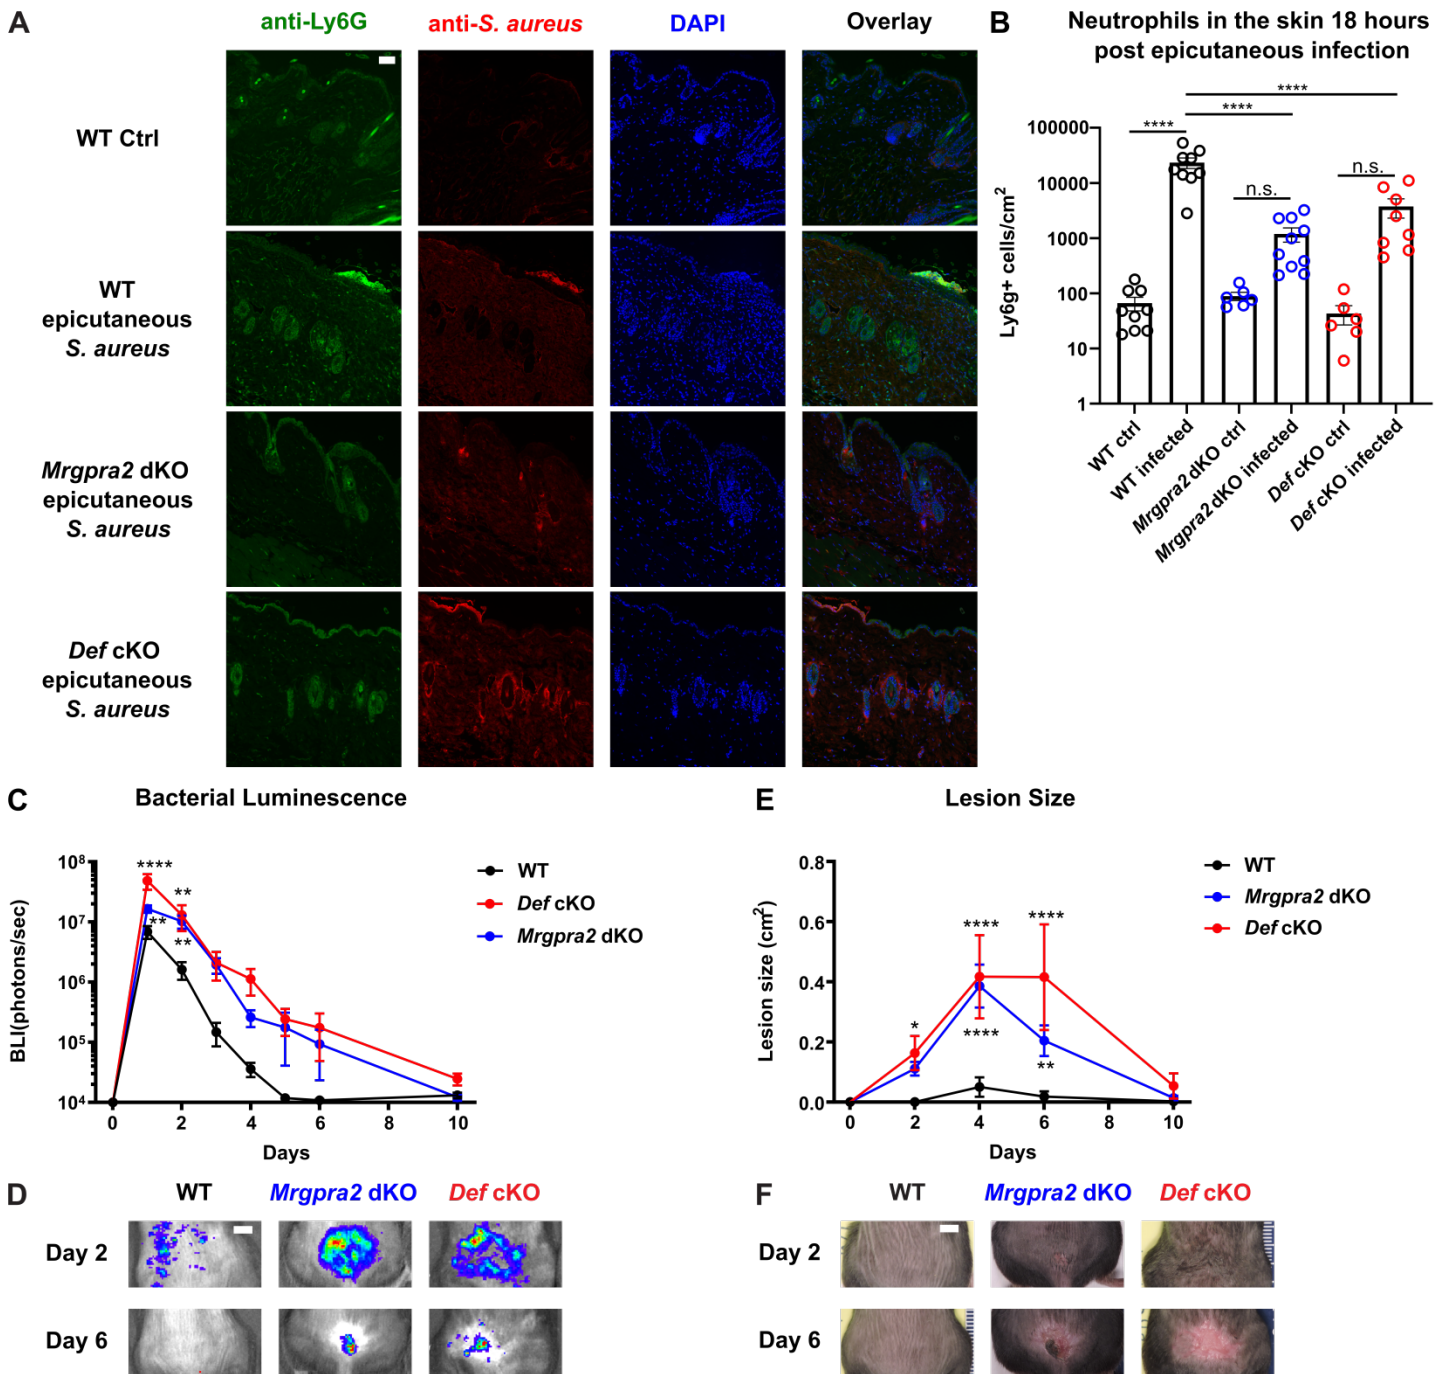 A
anti-Ly6G
anti-S. aureus
DAPI
Overlay
WT Ctrl
WT
epicutaneous
S. aureus
Mrgpra2 dKO
epicutaneous
S. aureus
Def cKO
epicutaneous
S. aureus
B
Neutrophils in the skin 18 hours
post epicutaneous infection
****
****
****
n.s.
n.s.
Ly6g+ cells/cm²
100000
10000
1000
100
10
1
WT ctrl
WT infected
Mrgpra2 dKO ctrl
Mrgpra2 dKO infected
Def cKO ctrl
Def cKO infected
C
Bacterial Luminescence
BLI(photons/sec)
10⁸
10⁷
10⁶
10⁵
10⁴
****
**
**
**
0 2 4 6 8 10
Days
WT
Def cKO
Mrgpra2 dKO
E
Lesion Size
Lesion size (cm²)
0.8
0.6
0.4
0.2
0.0
*
****
****
****
**
0 2 4 6 8 10
Days
WT
Mrgpra2 dKO
Def cKO
D
WT
Mrgpra2 dKO
Def cKO
Day 2
Day 6
F
WT
Mrgpra2 dKO
Def cKO
Day 2
Day 6